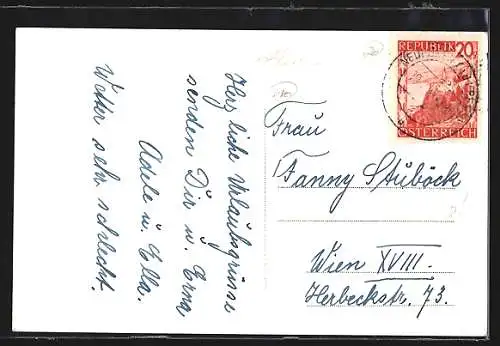 Herzliche Urlaubsgrüsse
senden Dir u. Erna
Adele u. Ella.
Wetter sehr schlecht.
REPUBLIK 20
ÖSTERREICH
Frau
Fanny Stuböck
Wien XVIII.
Herbeckstr. 73.